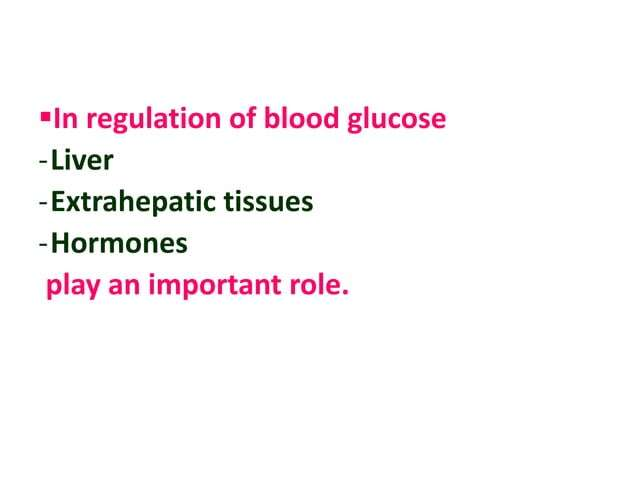 ▪In regulation of blood glucose
-Liver
-Extrahepatic tissues
-Hormones
play an important role.